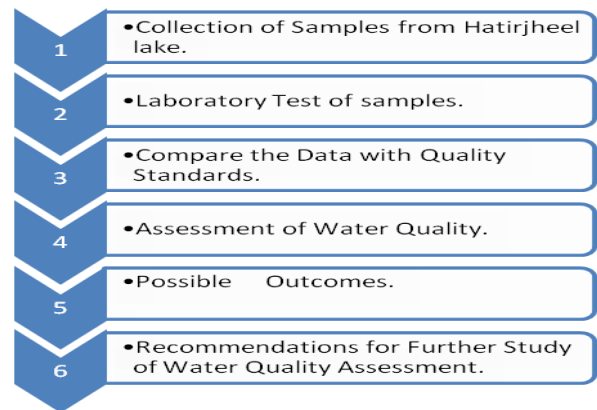 1
•Collection of Samples from Hatirjheel
lake.
2
•Laboratory Test of samples.
3
•Compare the Data with Quality
Standards.
4
•Assessment of Water Quality.
5
•Possible Outcomes.
6
•Recommendations for Further Study
of Water Quality Assessment.